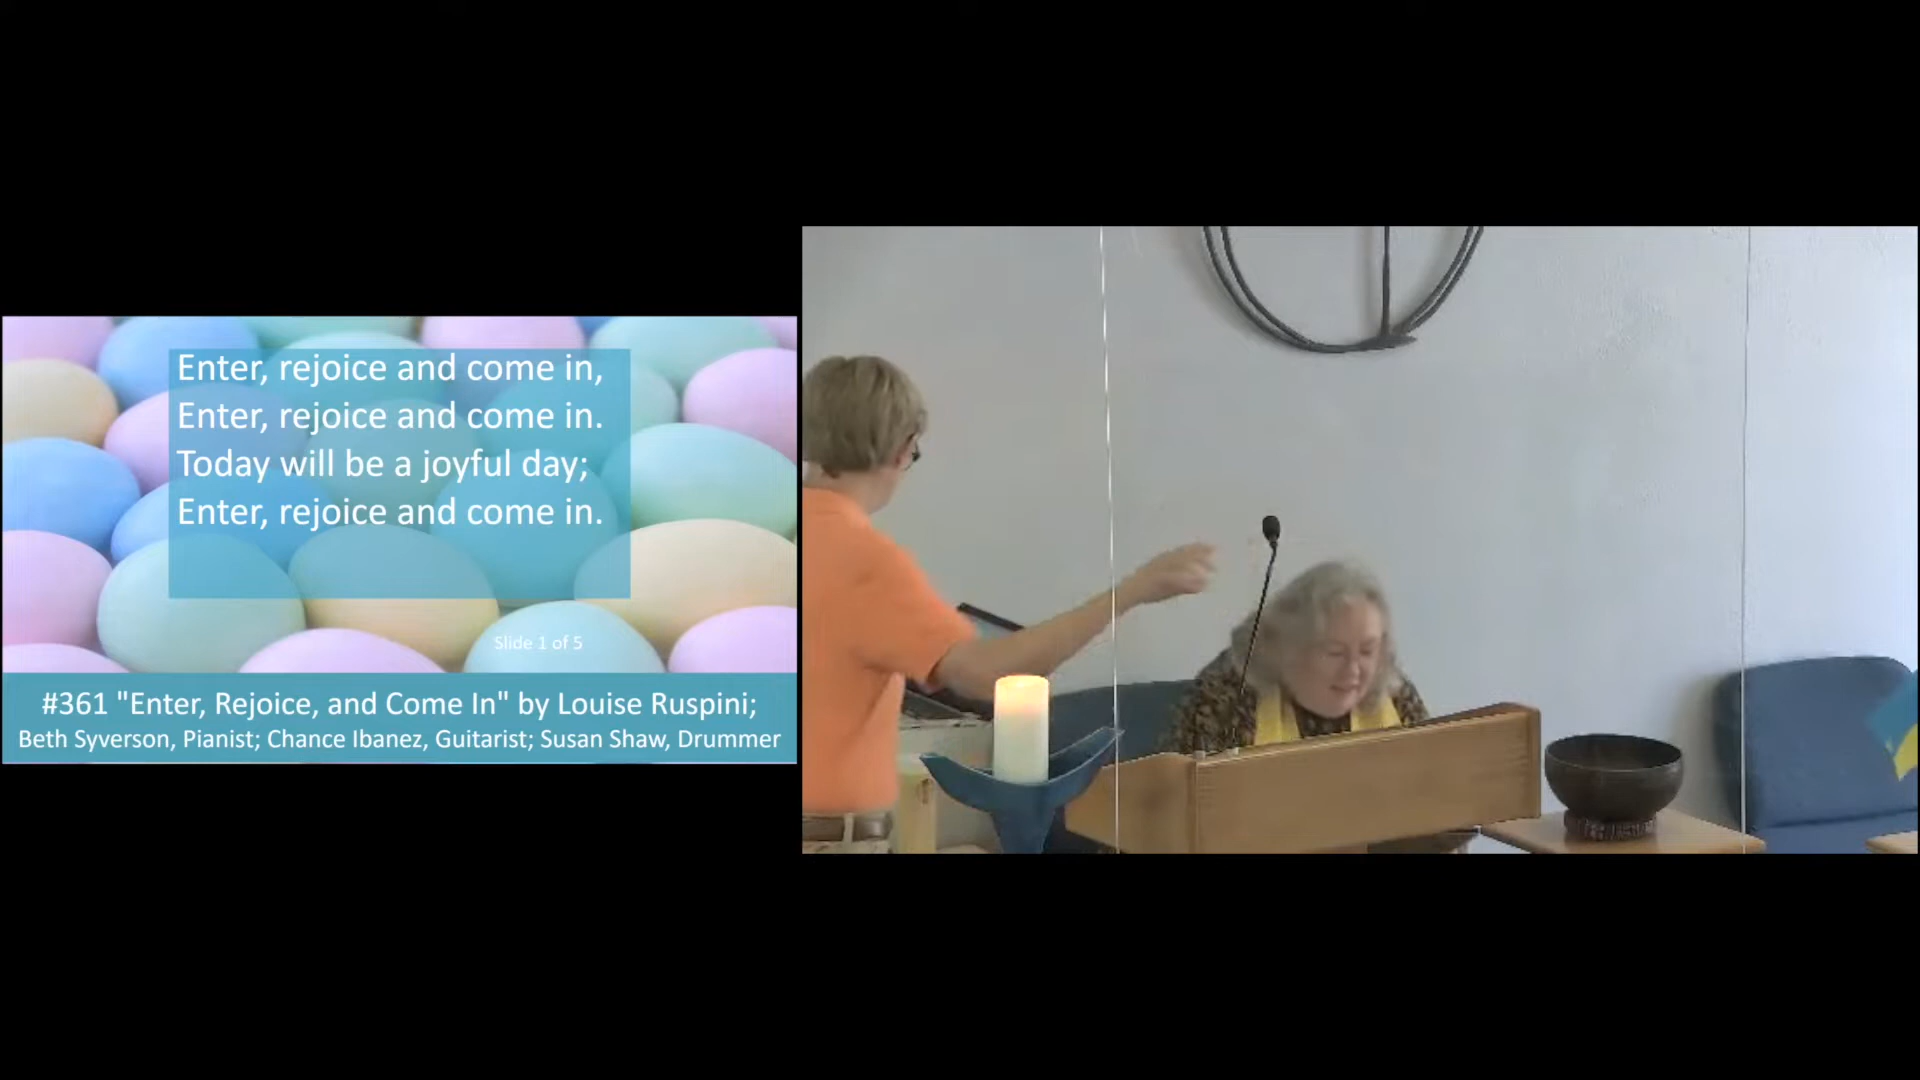 Enter, rejoice and come in,
Enter, rejoice and come in.
Today will be a joyful day;
Enter, rejoice and come in.
Slide 1 of 5
#361 "Enter, Rejoice, and Come In" by Louise Ruspini;
Beth Syverson, Pianist; Chance Ibanez, Guitarist; Susan Shaw, Drummer